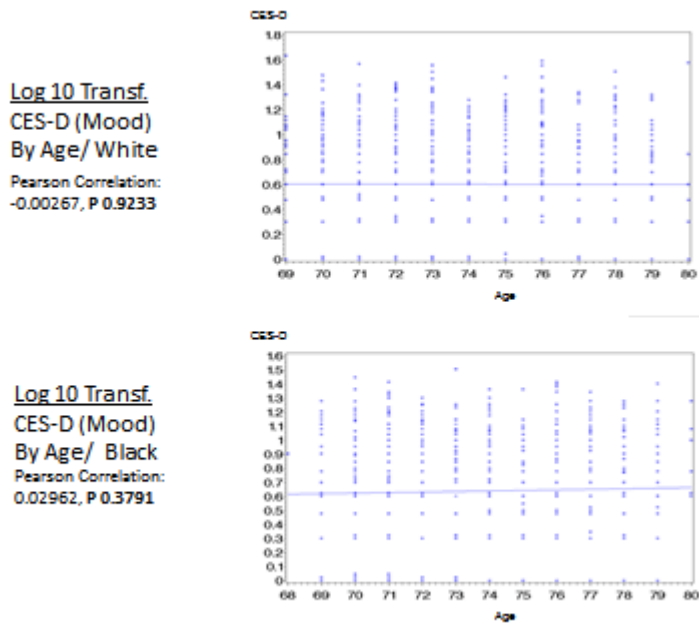 CES-D
1.8
1.6
1.4
1.2
1
0.8
0.6
0.4
0.2
0
69 70 71 72 73 74 75 76 77 78 79 80
Age
Log 10 Transf.
CES-D (Mood)
By Age/ White
Pearson Correlation:
-0.00267, P 0.9233
CES-D
1.6
1.5
1.4
1.3
1.2
1.1
1
0.9
0.8
0.7
0.6
0.5
0.4
0.3
0.2
0.1
0
68 69 70 71 72 73 74 75 76 77 78 79 80
Age
Log 10 Transf.
CES-D (Mood)
By Age/ Black
Pearson Correlation:
0.02962, P 0.3791